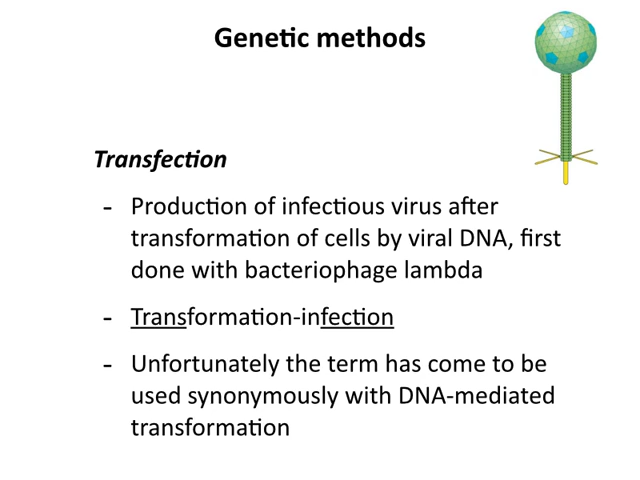 Genetic methods
Transfection
- Production of infectious virus after
transformation of cells by viral DNA, first
done with bacteriophage lambda
- Transformation-infection
- Unfortunately the term has come to be
used synonymously with DNA-mediated
transformation